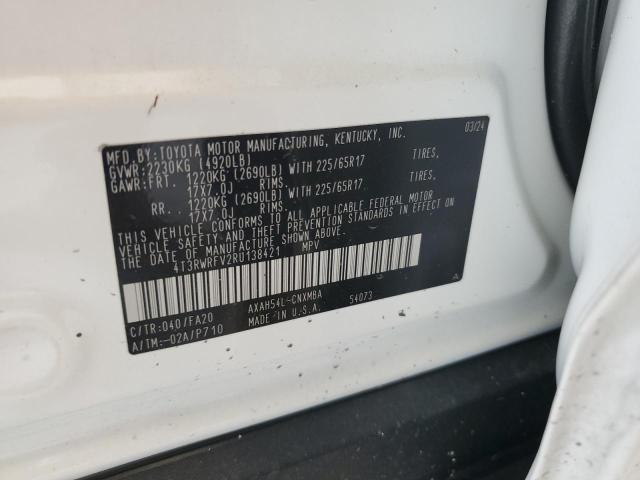 MFD.BY:TOYOTA MOTOR MANUFACTURING, KENTUCKY, INC. 03/24
GVWR:2230KG (4920LB)
GAWR:FRT. 1220KG (2690LB) WITH 225/65R17 TIRES,
17X7.0J RIMS.
RR. 1220KG (2690LB) WITH 225/65R17 TIRES,
17X7.0J RIMS.
THIS VEHICLE CONFORMS TO ALL APPLICABLE FEDERAL MOTOR
VEHICLE SAFETY AND THEFT PREVENTION STANDARDS IN EFFECT
ON THE DATE OF MANUFACTURE SHOWN ABOVE.
4T3RWRFV2RU138421 MPV
A
C/TR:040/FA20 AXAH54L-CNXMBA 54073
A/TM:-02A/P710 MADE IN U.S.A.